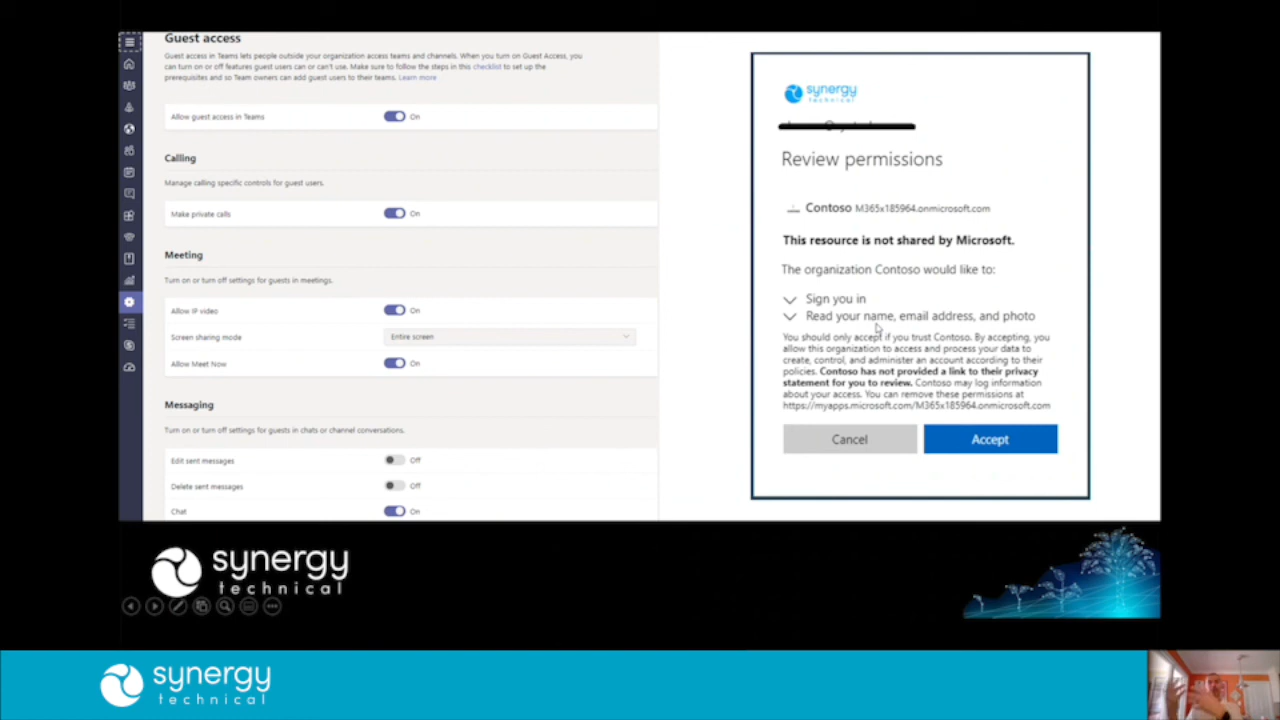 Guest access
Guest access in Teams lets people outside your organization access teams and channels. When you turn on Guest Access, you
can turn on or off features guest users can or can't use. Make sure to follow the steps in this checklist to set up the
prerequisites and so Team owners can add guest users to their teams. Learn more
Allow guest access in Teams On
Calling
Manage calling specific controls for guest users.
Make private calls On
Meeting
Turn on or turn off settings for guests in meetings.
Allow IP video On
Screen sharing mode Entire screen
Allow Meet Now On
Messaging
Turn on or turn off settings for guests in chats or channel conversations.
Edit sent messages Off
Delete sent messages Off
Chat On
synergy
technical
Review permissions
Contoso M365x185964.onmicrosoft.com
This resource is not shared by Microsoft.
The organization Contoso would like to:
Sign you in
Read your name, email address, and photo
You should only accept if you trust Contoso. By accepting, you
allow this organization to access and process your data to
create, control, and administer an account according to their
policies. Contoso has not provided a link to their privacy
statement for you to review. Contoso may log information
about your access. You can remove these permissions at
https://myapps.microsoft.com/M365x185964.onmicrosoft.com
Cancel Accept
synergy
technical
synergy
technical